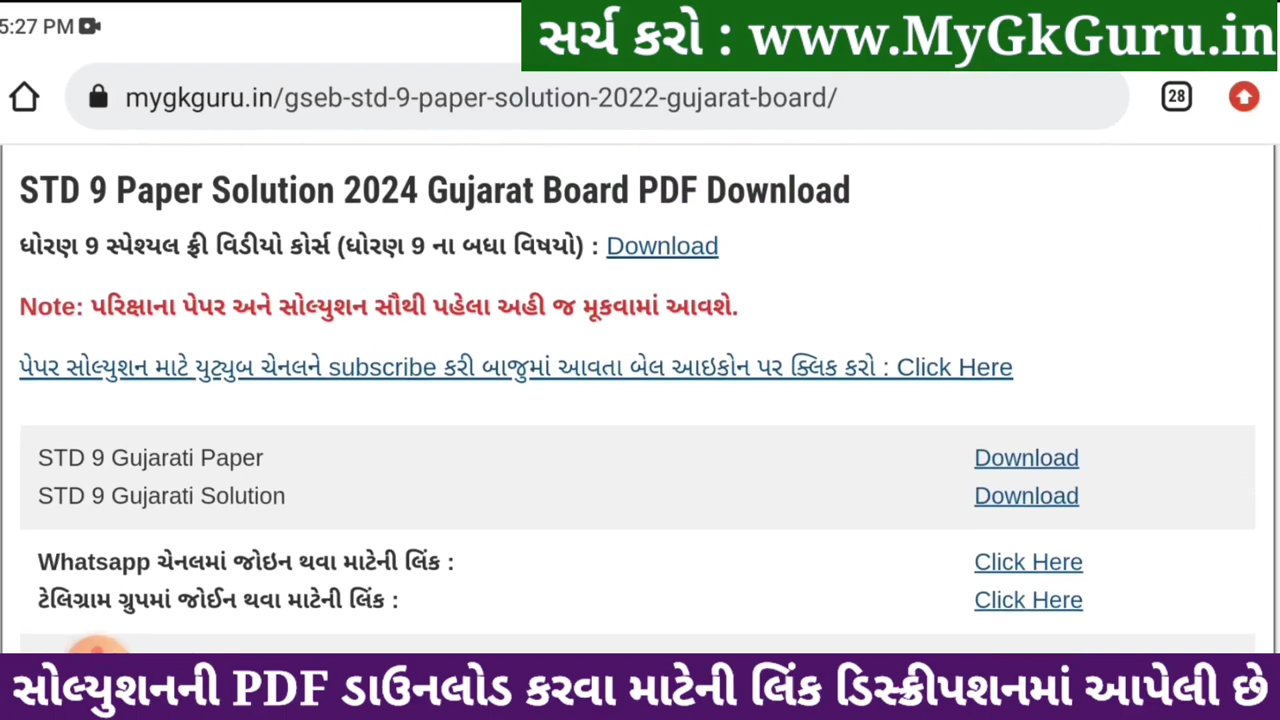 5:27 PM
સર્ચ કરો : www.MyGkGuru.in
mygkguru.in/gseb-std-9-paper-solution-2022-gujarat-board/
28
STD 9 Paper Solution 2024 Gujarat Board PDF Download
ધોરણ 9 સ્પેશ્યલ ફ્રી વિડીયો કોર્સ (ધોરણ 9 ના બધા વિષયો) : Download
Note: પરિક્ષાના પેપર અને સોલ્યુશન સૌથી પહેલા અહી જ મૂકવામાં આવશે.
પેપર સોલ્યુશન માટે યુટ્યુબ ચેનલને subscribe કરી બાજુમાં આવતા બેલ આઇકોન પર ક્લિક કરો : Click Here
STD 9 Gujarati Paper Download
STD 9 Gujarati Solution Download
Whatsapp ચેનલમાં જોઇન થવા માટેની લિંક : Click Here
ટેલિગ્રામ ગ્રુપમાં જોઈન થવા માટેની લિંક : Click Here
સોલ્યુશનની PDF ડાઉનલોડ કરવા માટેની લિંક ડિસ્ક્રીપશનમાં આપેલી છે